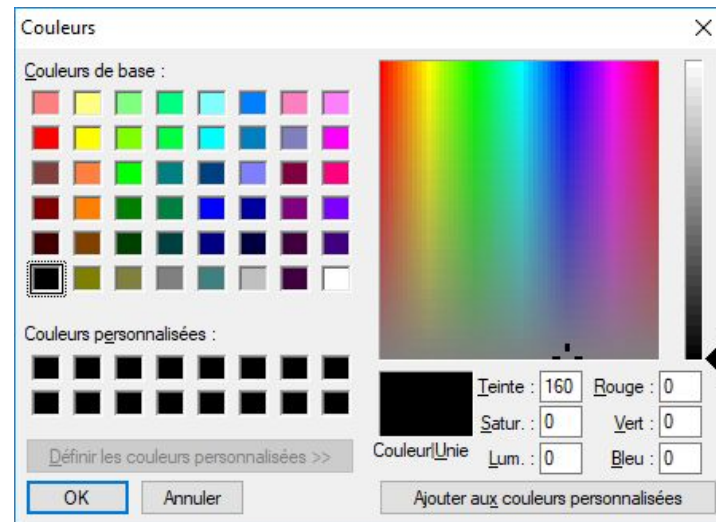 Couleurs
Couleurs de base :
Couleurs personnalisées :
Définir les couleurs personnalisées >>
OK Annuler
Couleur|Unie
Teinte : 160 Rouge : 0
Satur. : 0 Vert : 0
Lum. : 0 Bleu : 0
Ajouter aux couleurs personnalisées